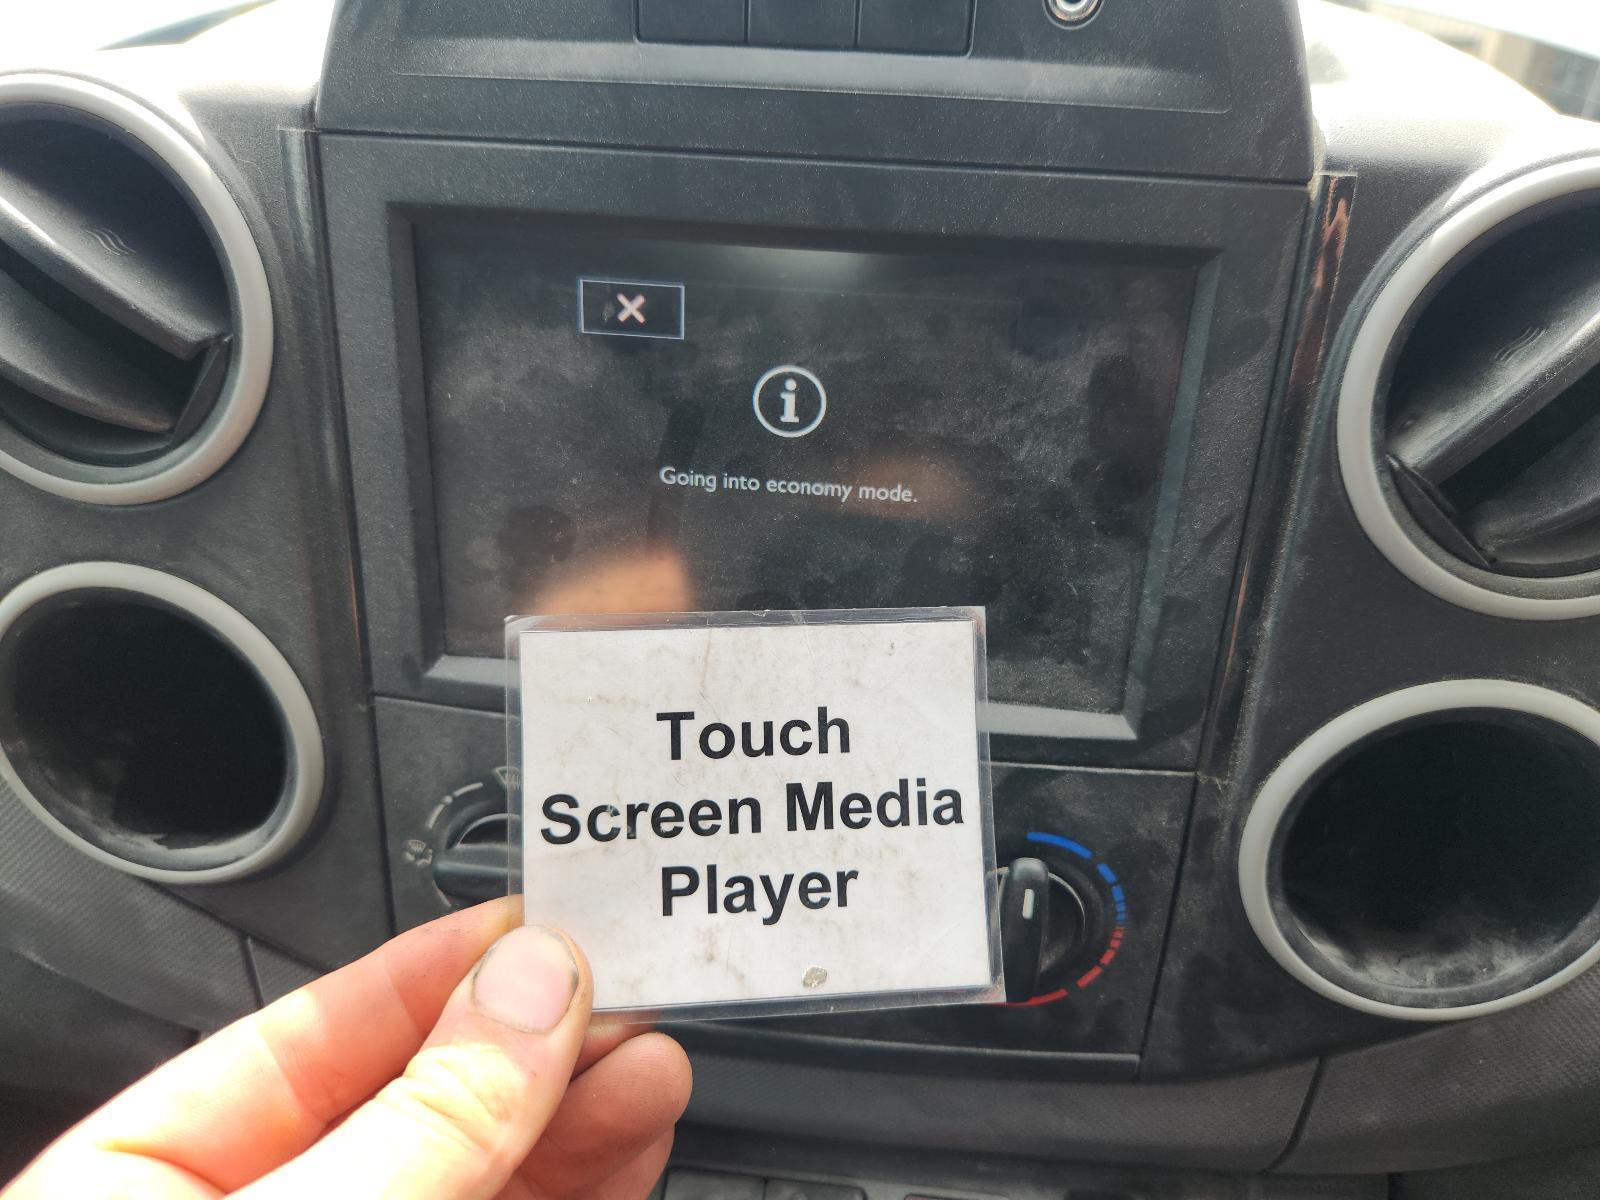 Going into economy mode.
Touch
Screen Media
Player